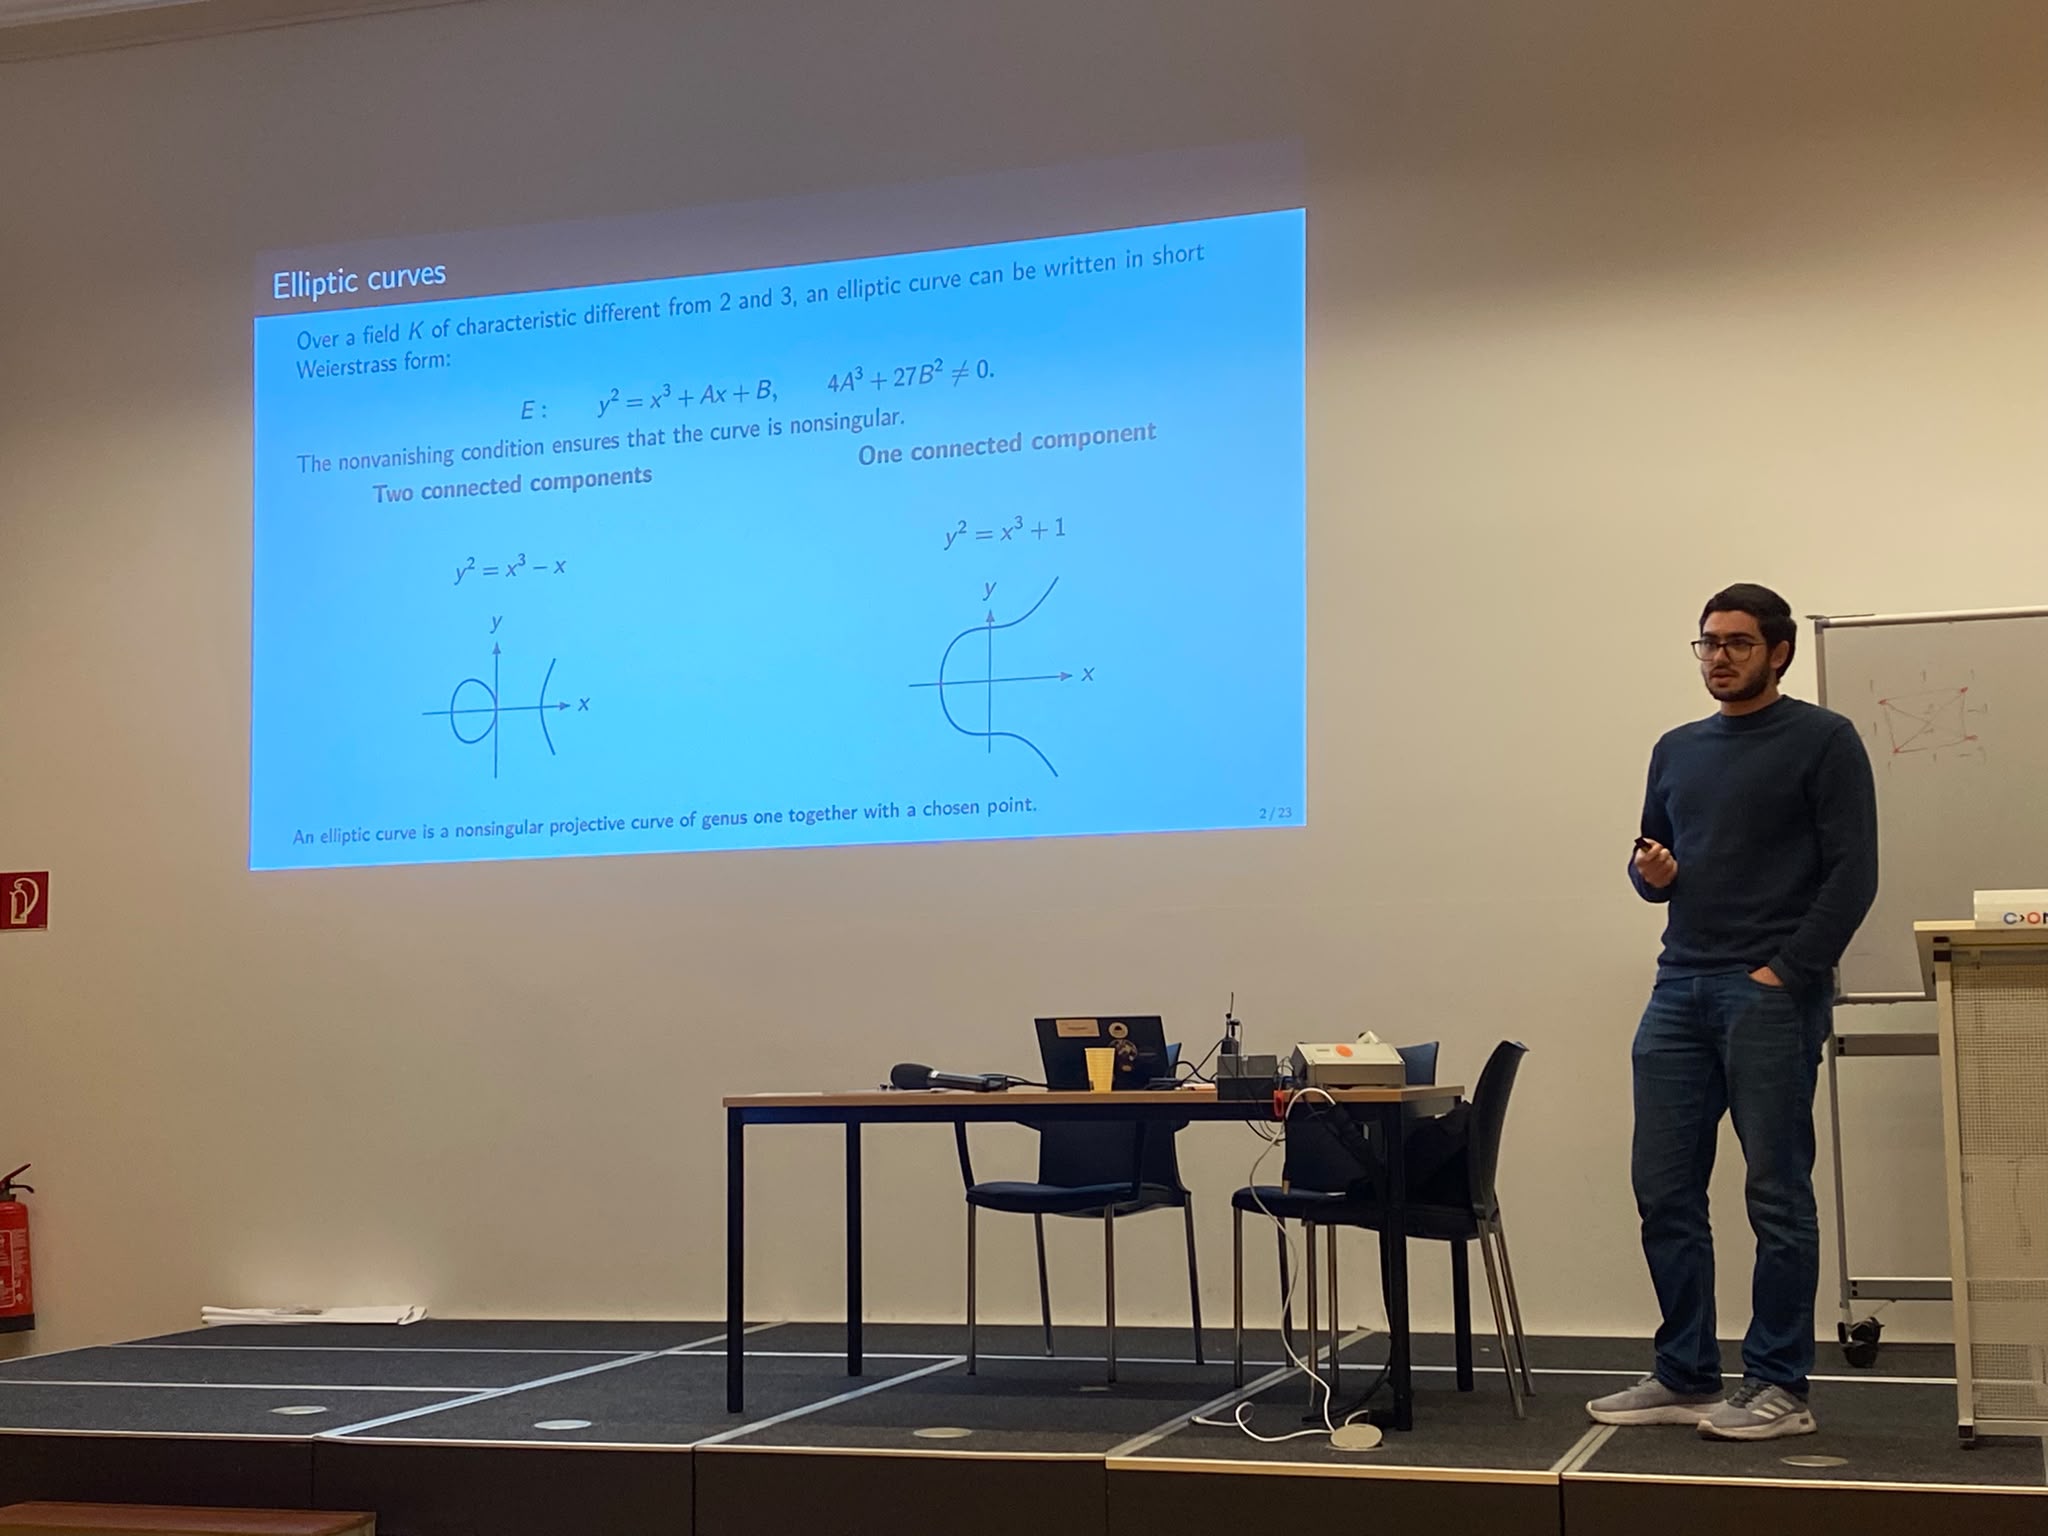 Elliptic curves
Over a field K of characteristic different from 2 and 3, an elliptic curve can be written in short
Weierstrass form:
E : y² = x³ + Ax + B, 4A³ + 27B² ≠ 0.
The nonvanishing condition ensures that the curve is nonsingular.
Two connected components
One connected component
y² = x³ − x
y² = x³ + 1
y
x
y
x
An elliptic curve is a nonsingular projective curve of genus one together with a chosen point.
2 / 23